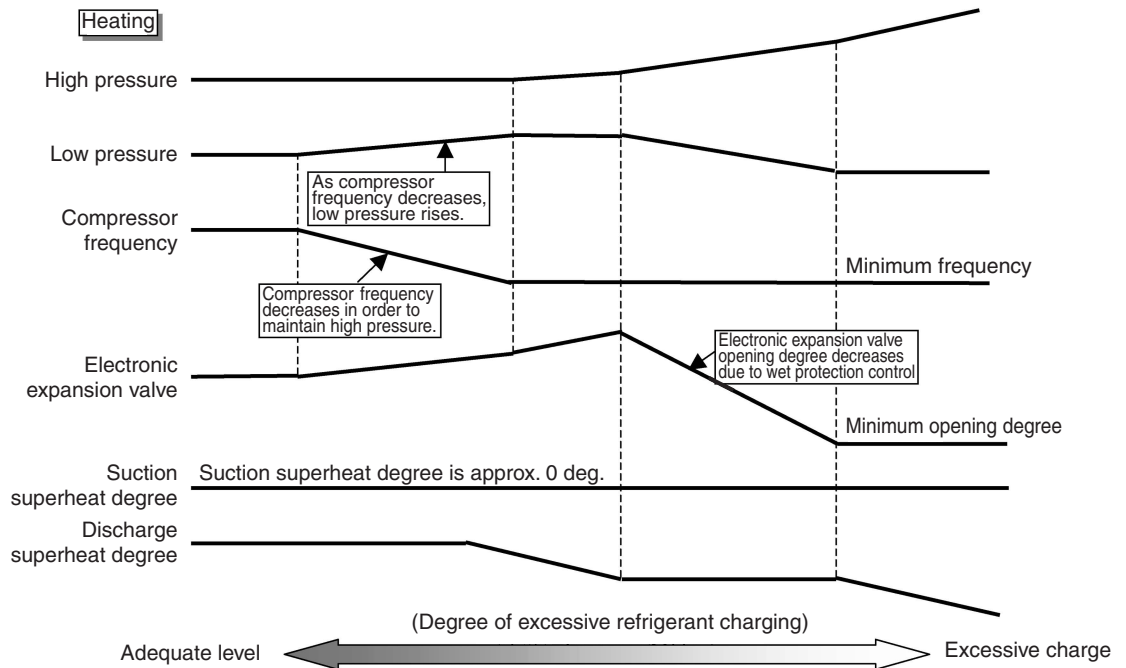 Heating
High pressure
Low pressure
As compressor
frequency decreases,
low pressure rises.
Compressor
frequency
Minimum frequency
Compressor frequency
decreases in order to
maintain high pressure.
Electronic
expansion valve
Electronic expansion valve
opening degree decreases
due to wet protection control
Minimum opening degree
Suction
superheat degree
Suction superheat degree is approx. 0 deg.
Discharge
superheat degree
(Degree of excessive refrigerant charging)
Adequate level
Excessive charge